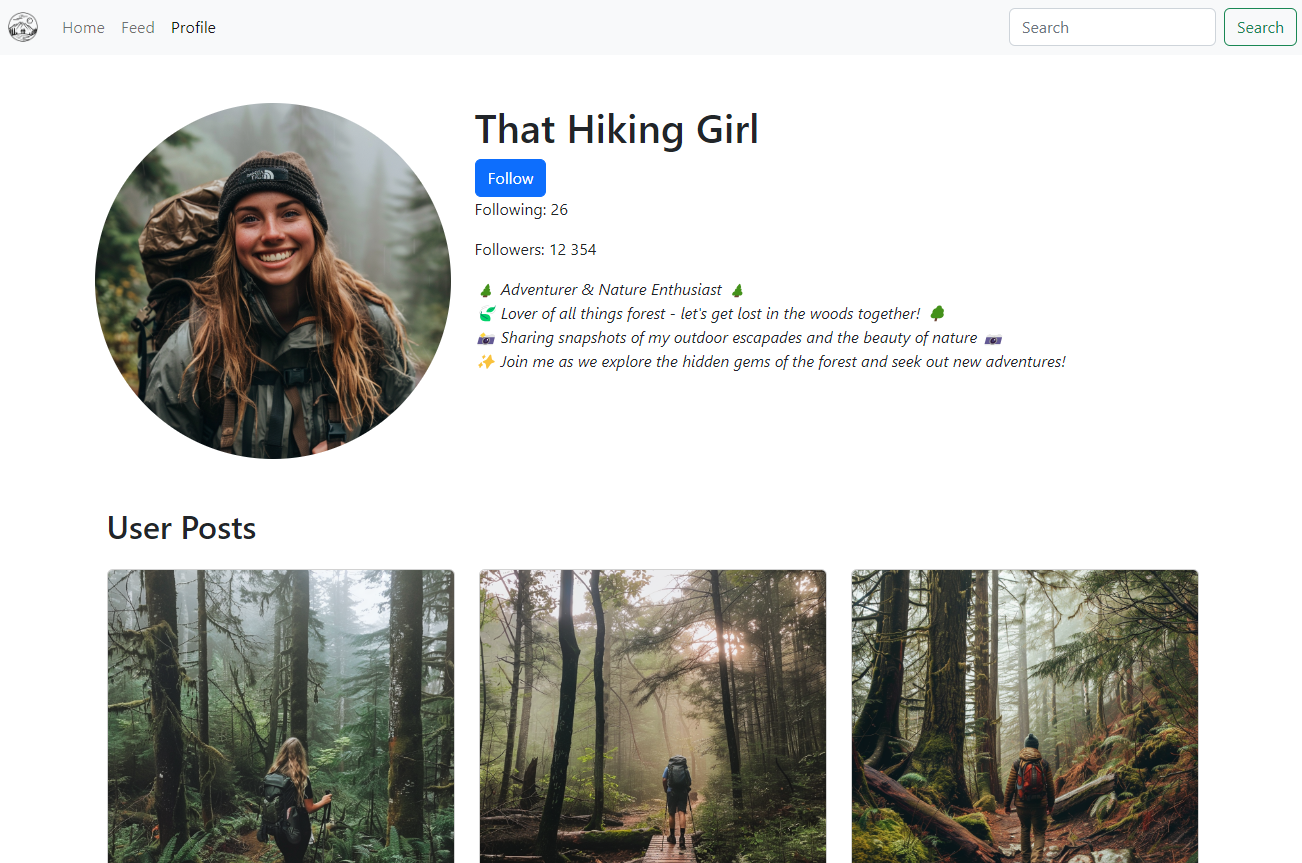 Home Feed Profile Search Search
That Hiking Girl
Follow
Following: 26
Followers: 12 354
🌲 Adventurer & Nature Enthusiast 🌲
🍃 Lover of all things forest - let's get lost in the woods together! 🌳
📸 Sharing snapshots of my outdoor escapades and the beauty of nature 📷
✨ Join me as we explore the hidden gems of the forest and seek out new adventures!
User Posts